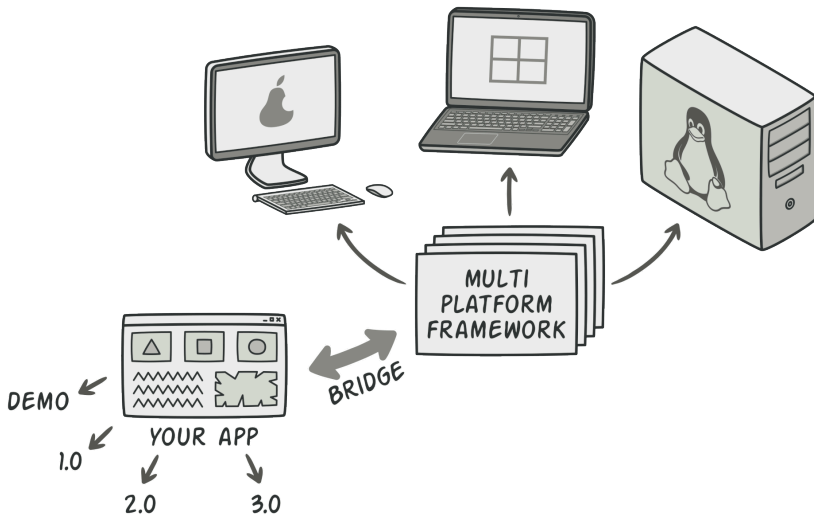 MULTI
PLATFORM
FRAMEWORK
BRIDGE
YOUR APP
DEMO
1.0
2.0
3.0